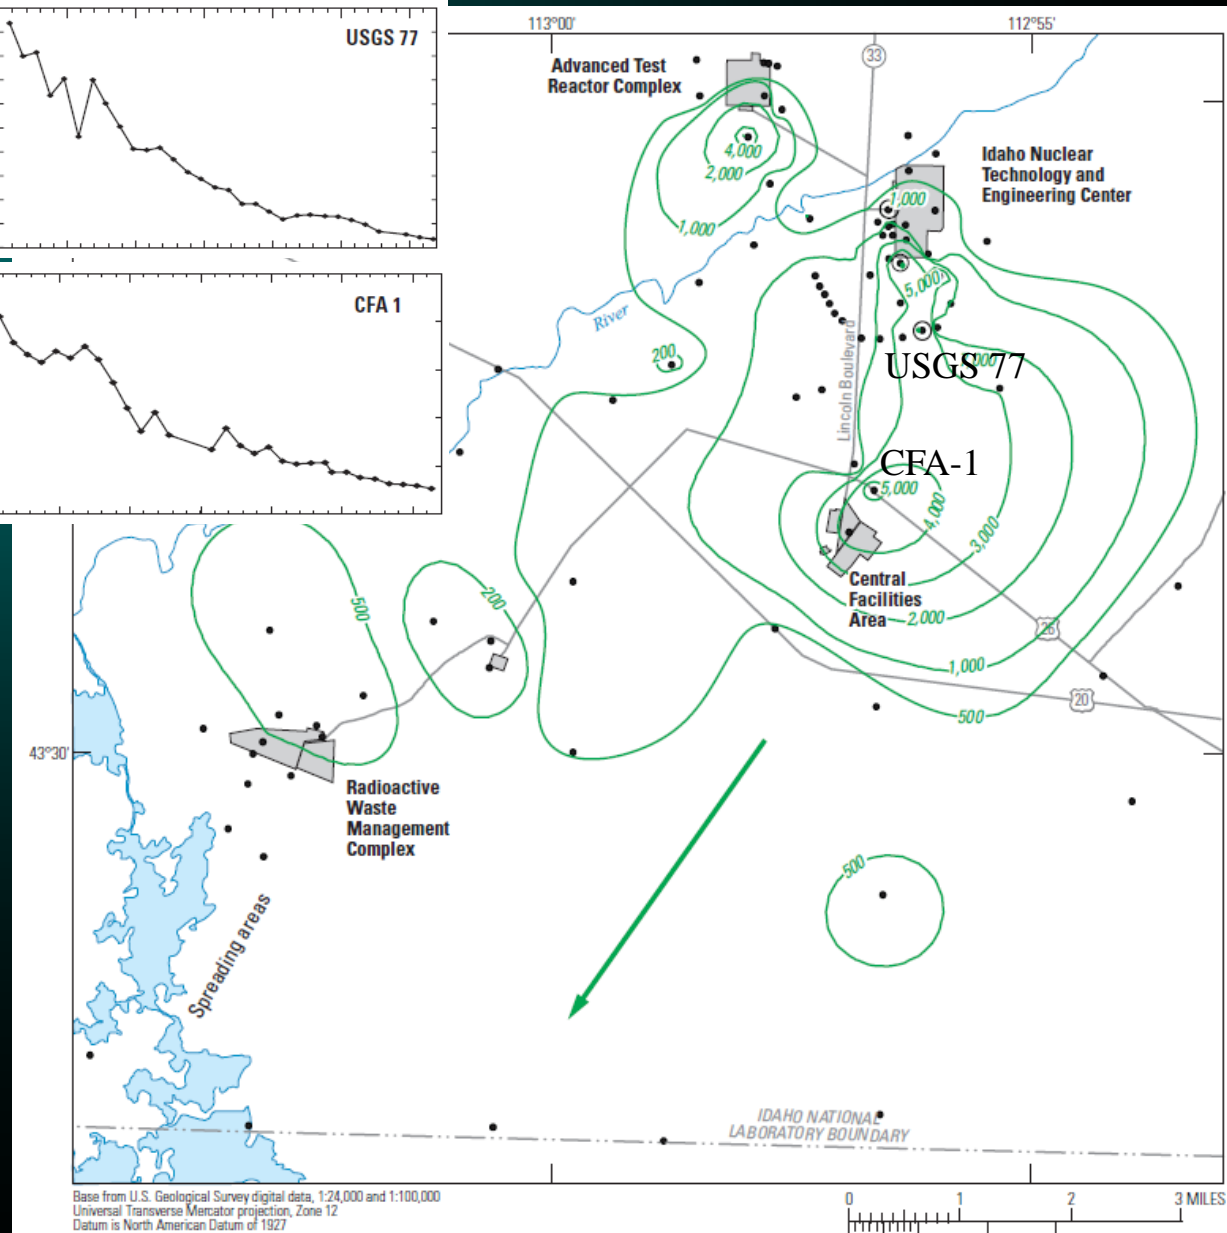 USGS 77
CFA 1
113°00'
112°55'
33
Advanced Test
Reactor Complex
4,000
2,000
1,000
Idaho Nuclear
Technology and
Engineering Center
1,000
5,000
River
200
Lincoln Boulevard
USGS 77
CFA-1
5,000
4,000
3,000
Central
Facilities
Area
2,000
26
1,000
20
500
500
200
43°30'
Radioactive
Waste
Management
Complex
Spreading areas
500
IDAHO NATIONAL
LABORATORY BOUNDARY
Base from U.S. Geological Survey digital data, 1:24,000 and 1:100,000
Universal Transverse Mercator projection, Zone 12
Datum is North American Datum of 1927
0 1 2 3 MILES